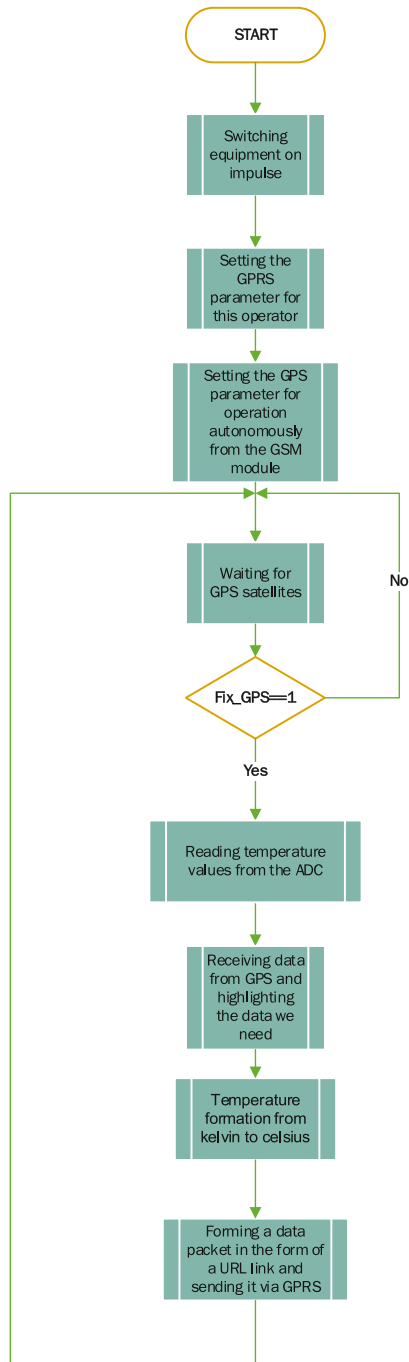 START
Switching
equipment on
impulse
Setting the
GPRS
parameter for
this operator
Setting the GPS
parameter for
operation
autonomously
from the GSM
module
Waiting for
GPS satellites
No
Fix_GPS==1
Yes
Reading temperature
values from the ADC
Receiving data
from GPS and
highlighting
the data we
need
Temperature
formation from
kelvin to celsius
Forming a data
packet in the form of
a URL link and
sending it via GPRS